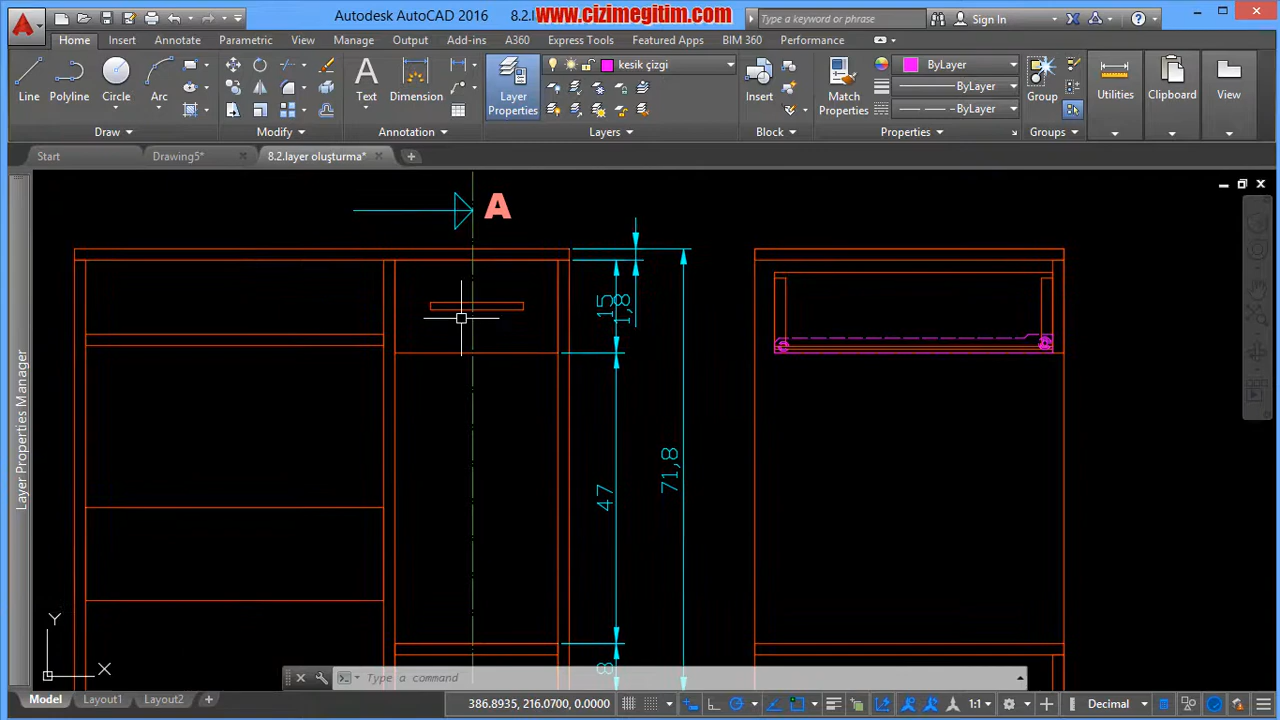 Autodesk AutoCAD 2016 8.2.l
www.cizimegitim.com
Type a keyword or phrase
Sign In
Home Insert Annotate Parametric View Manage Output Add-ins A360 Express Tools Featured Apps BIM 360 Performance
kesik çizgi
ByLayer
ByLayer
ByLayer
Line Polyline Circle Arc
Text Dimension
Layer Properties
Insert
Match Properties
Group
Utilities
Clipboard
View
Draw Modify Annotation Layers Block Properties Groups
Start Drawing5* 8.2.layer oluşturma*
A
15
1,8
71,8
47
8
Layer Properties Manager
Y
X
Type a command
Model Layout1 Layout2
386.8935, 216.0700, 0.0000
1:1
Decimal